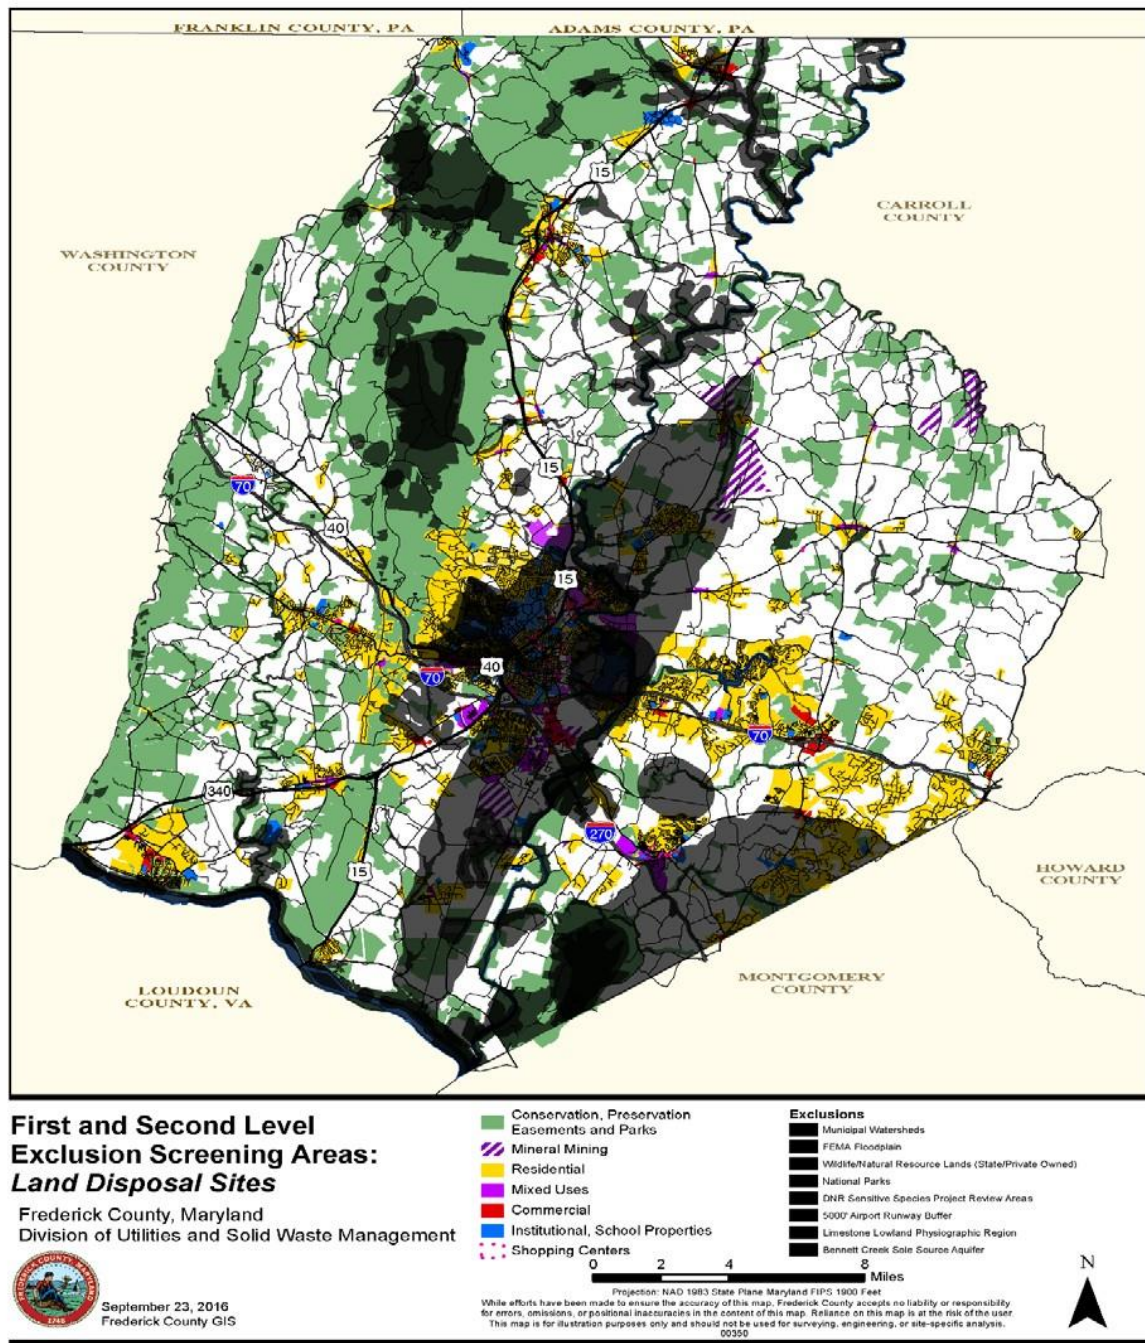 FRANKLIN COUNTY, PA
ADAMS COUNTY, PA
15
CARROLL
COUNTY
WASHINGTON
COUNTY
15
70
40
15
40
70
70
340
270
15
HOWARD
COUNTY
MONTGOMERY
COUNTY
LOUDOUN
COUNTY, VA
First and Second Level
Exclusion Screening Areas:
Land Disposal Sites
Frederick County, Maryland
Division of Utilities and Solid Waste Management
FREDERICK COUNTY, MARYLAND
1748
September 23, 2016
Frederick County GIS
Conservation, Preservation
Easements and Parks
Mineral Mining
Residential
Mixed Uses
Commercial
Institutional, School Properties
Shopping Centers
Exclusions
Municipal Watersheds
FEMA Floodplain
Wildlife/Natural Resource Lands (State/Private Owned)
National Parks
DNR Sensitive Species Project Review Areas
5000' Airport Runway Buffer
Limestone Lowland Physiographic Region
Bennett Creek Sole Source Aquifer
0 2 4 8
Miles
N
Projection: NAD 1983 State Plane Maryland FIPS 1900 Feet
While efforts have been made to ensure the accuracy of this map, Frederick County accepts no liability or responsibility
for errors, omissions, or positional inaccuracies in the content of this map. Reliance on this map is at the risk of the user.
This map is for illustration purposes only and should not be used for surveying, engineering, or site-specific analysis.
00350